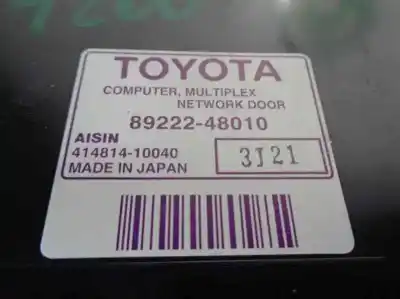 TOYOTA
COMPUTER, MULTIPLEX
NETWORK DOOR
89222-48010
AISIN
414814-10040
MADE IN JAPAN
3J21